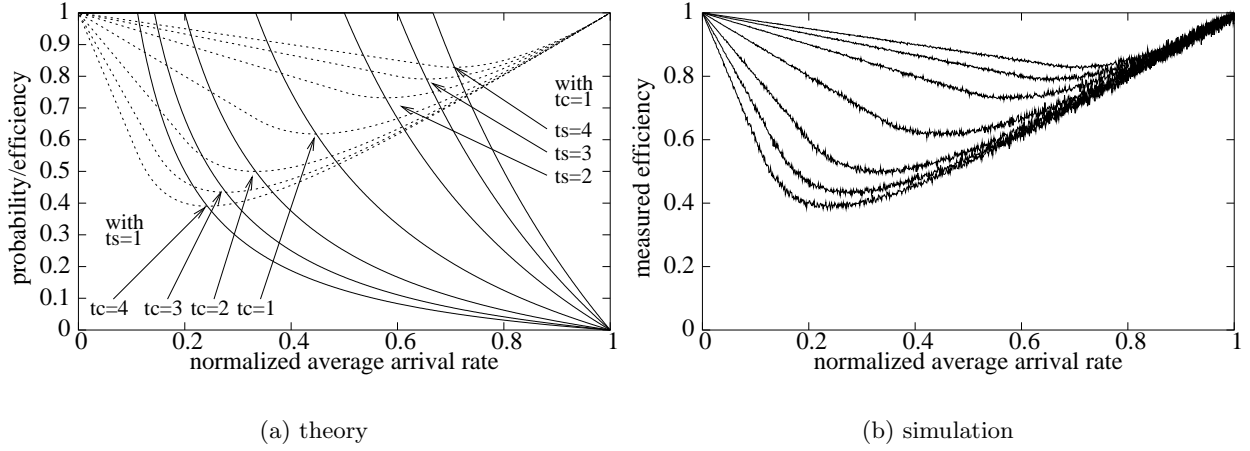 1
0.9
0.8
0.7
0.6
0.5
0.4
0.3
0.2
0.1
0
probability/efficiency
with
tc=1
ts=4
ts=3
ts=2
with
ts=1
tc=4 tc=3 tc=2 tc=1
0 0.2 0.4 0.6 0.8 1
normalized average arrival rate
(a) theory
1
0.8
0.6
0.4
0.2
0
measured efficiency
0 0.2 0.4 0.6 0.8 1
normalized average arrival rate
(b) simulation